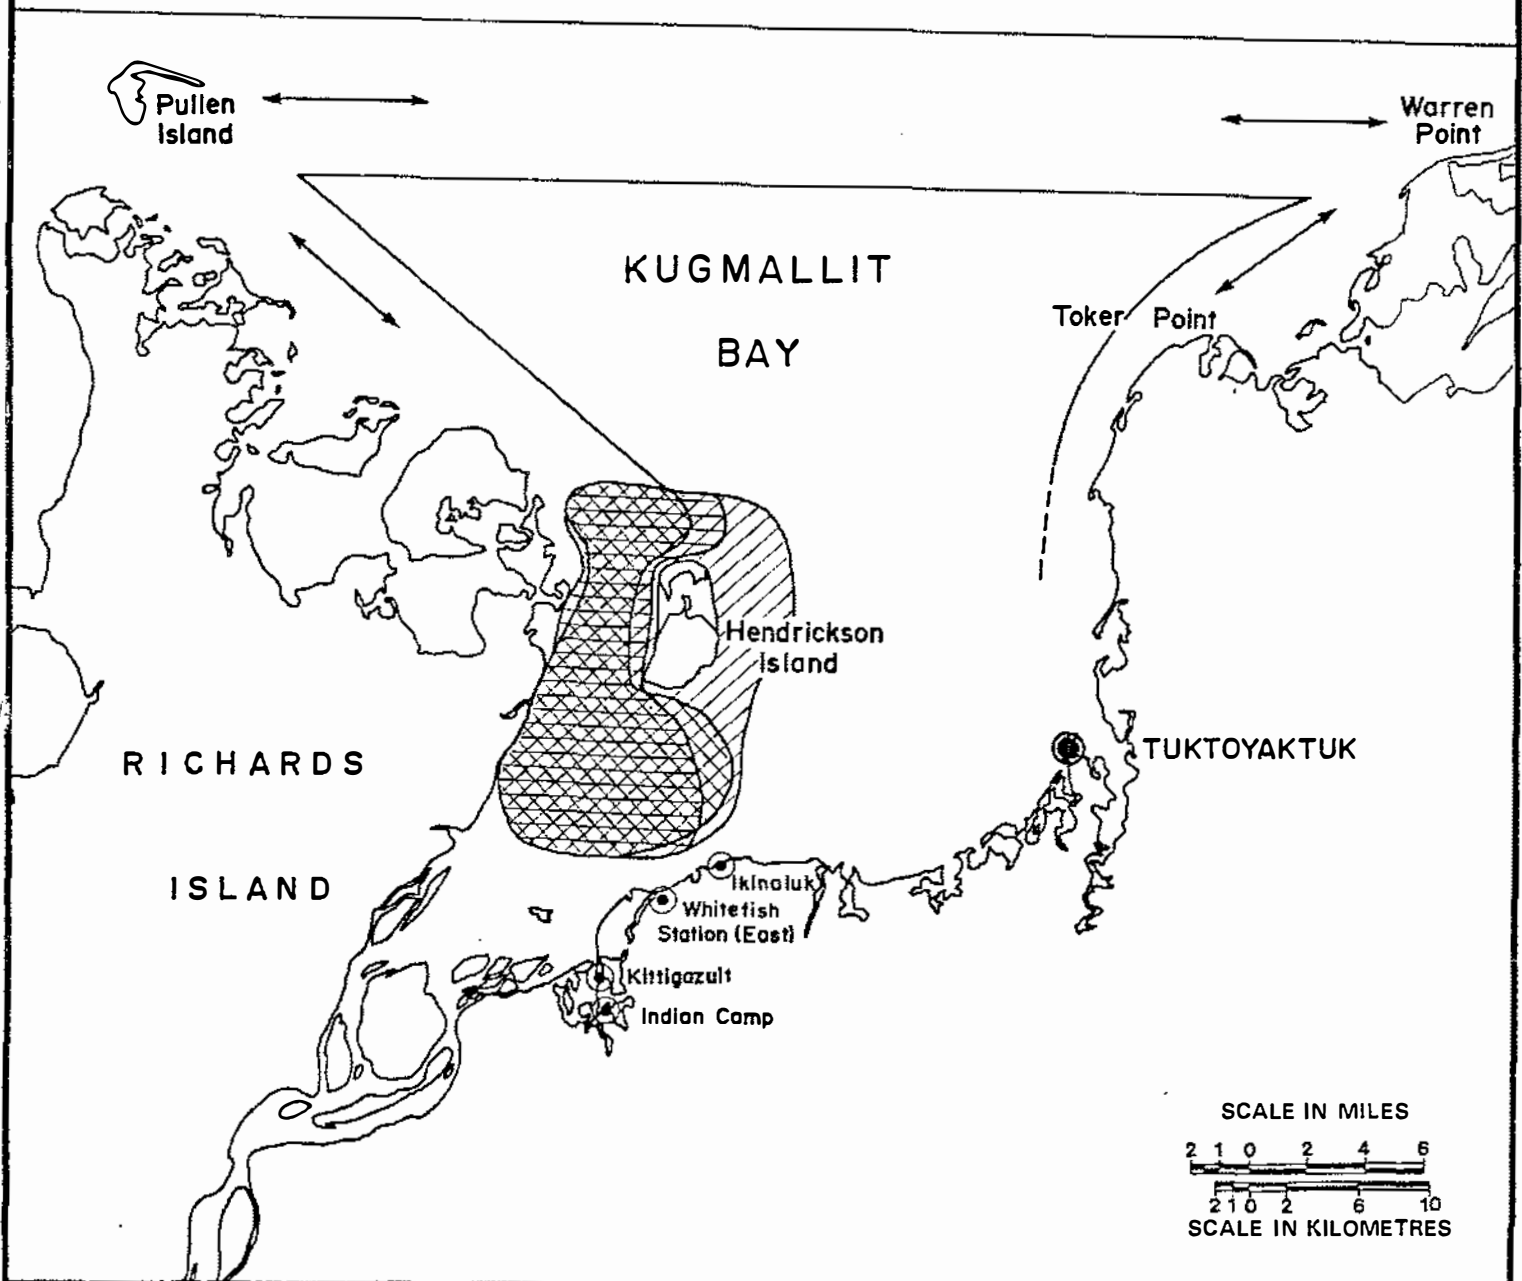 Pullen
Island
Warren
Point
KUGMALLIT
BAY
Toker Point
Hendrickson
Island
RICHARDS
ISLAND
TUKTOYAKTUK
Ikinaluk
Whitefish
Station (East)
Kittigazuit
Indian Camp
SCALE IN MILES
2 1 0 2 4 6
2 1 0 2 6 10
SCALE IN KILOMETRES